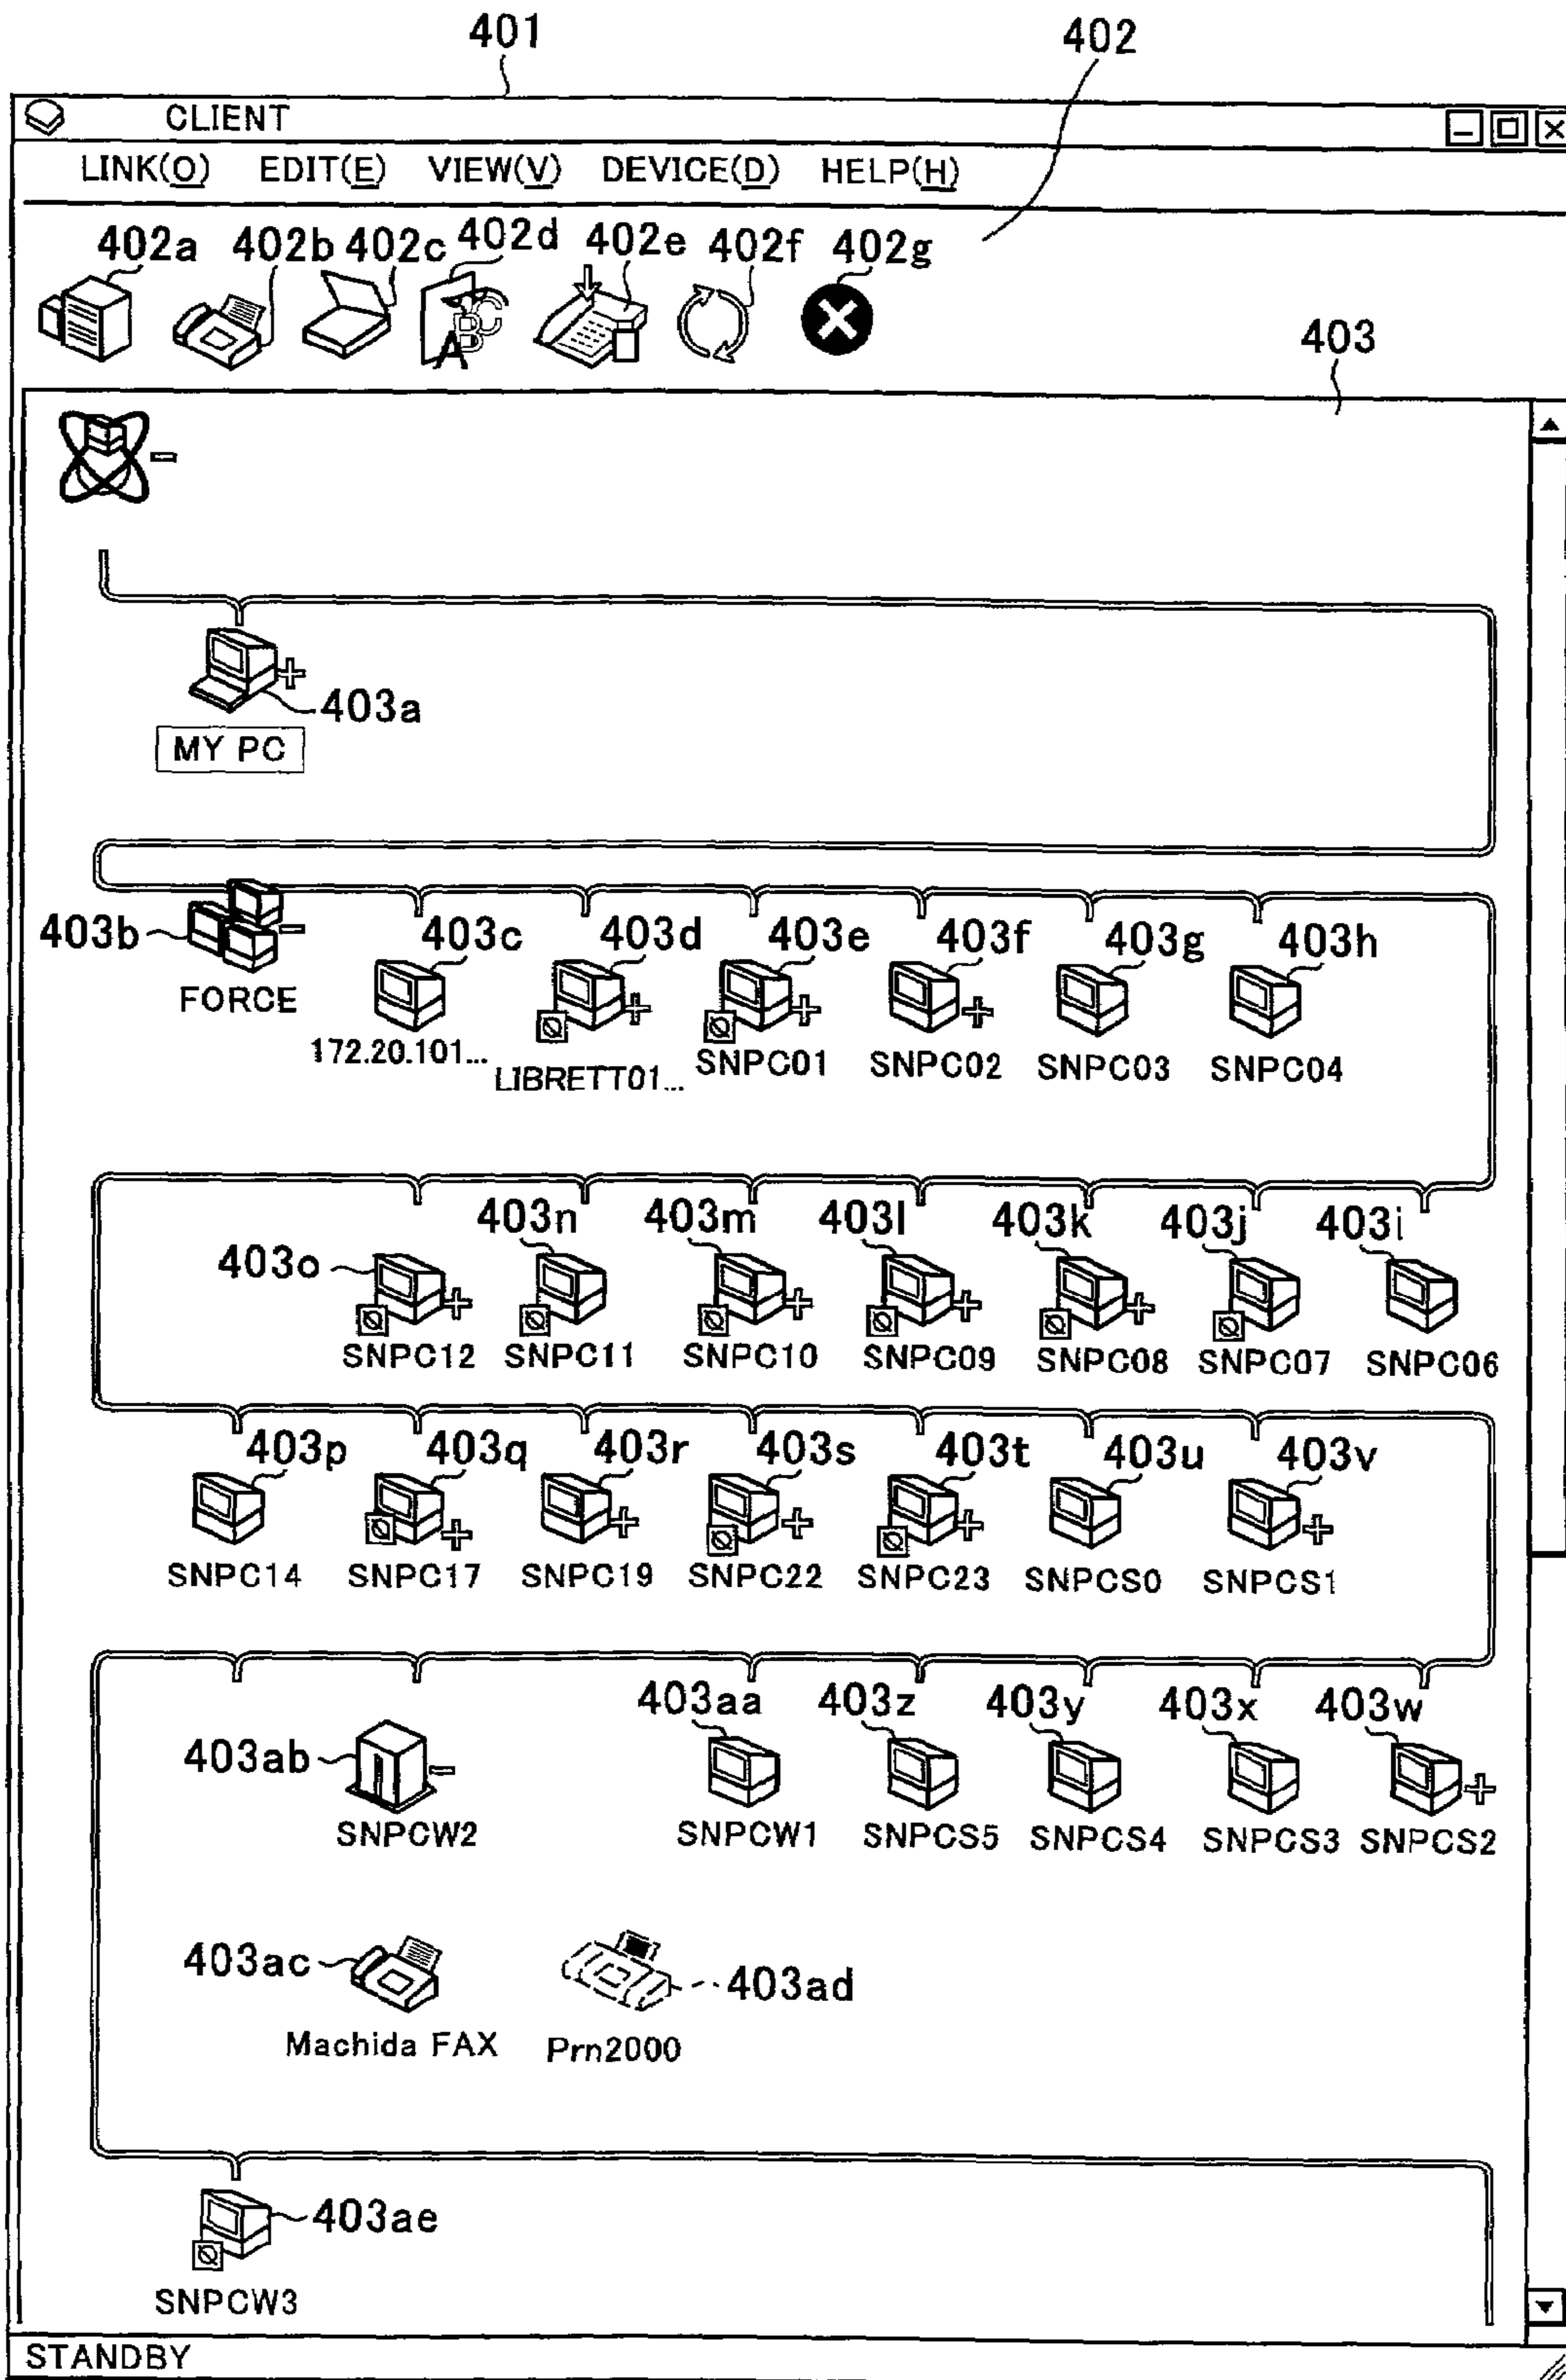 401
402
CLIENT
LINK(O) EDIT(E) VIEW(V) DEVICE(D) HELP(H)
402a 402b 402c 402d 402e 402f 402g
403
403a
MY PC
403b 403c 403d 403e 403f 403g 403h
FORCE 172.20.101... LIBRETT01... SNPC01 SNPC02 SNPC03 SNPC04
403o 403n 403m 403l 403k 403j 403i
SNPC12 SNPC11 SNPC10 SNPC09 SNPC08 SNPC07 SNPC06
403p 403q 403r 403s 403t 403u 403v
SNPC14 SNPC17 SNPC19 SNPC22 SNPC23 SNPCS0 SNPCS1
403ab 403aa 403z 403y 403x 403w
SNPCW2 SNPCW1 SNPCS5 SNPCS4 SNPCS3 SNPCS2
403ac 403ad
Machida FAX Prn2000
403ae
SNPCW3
STANDBY